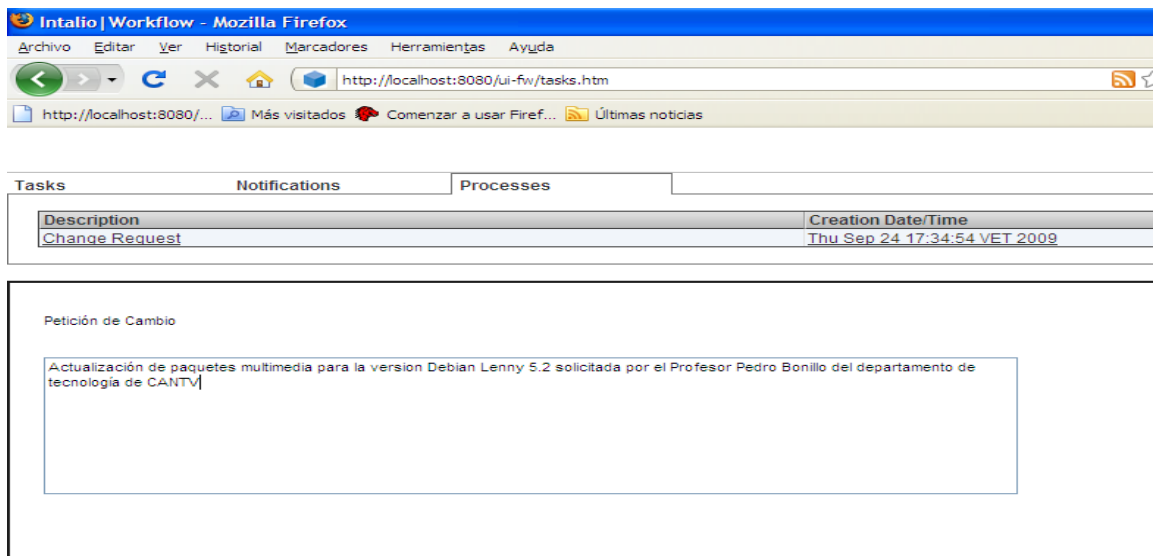 Intalio|Workflow - Mozilla Firefox
Archivo Editar Ver Historial Marcadores Herramientas Ayuda
http://localhost:8080/ui-fw/tasks.htm
http://localhost:8080/... Más visitados Comenzar a usar Firef... Últimas noticias
Tasks Notifications Processes
Description Creation Date/Time
Change Request Thu Sep 24 17:34:54 VET 2009
Petición de Cambio
Actualización de paquetes multimedia para la version Debian Lenny 5.2 solicitada por el Profesor Pedro Bonillo del departamento de
tecnología de CANTV